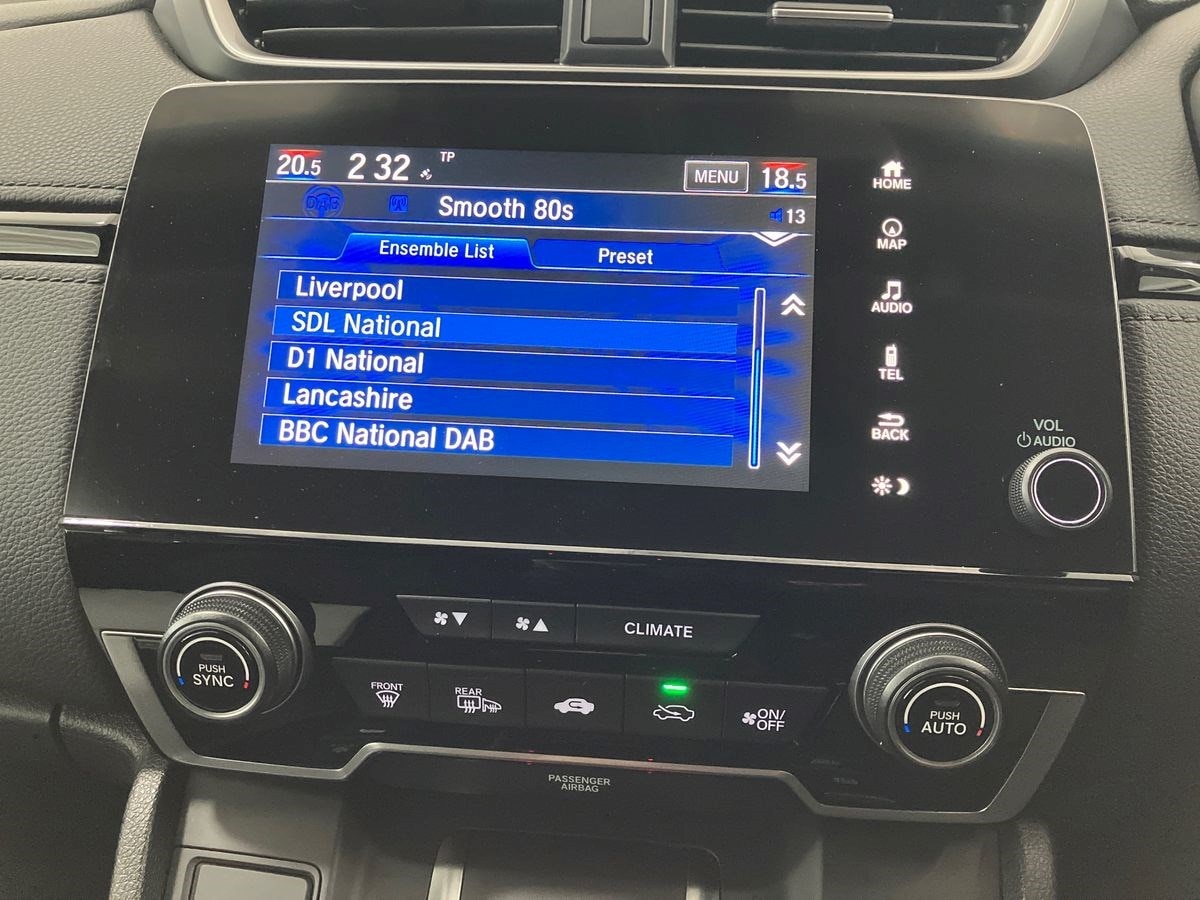 20.5 2 32 TP MENU 18.5
DAB Smooth 80s 13
Ensemble List Preset
Liverpool
SDL National
D1 National
Lancashire
BBC National DAB
HOME
MAP
AUDIO
TEL
BACK
VOL
AUDIO
CLIMATE
PUSH
SYNC
FRONT
REAR
ON/
OFF
PUSH
AUTO
PASSENGER
AIRBAG